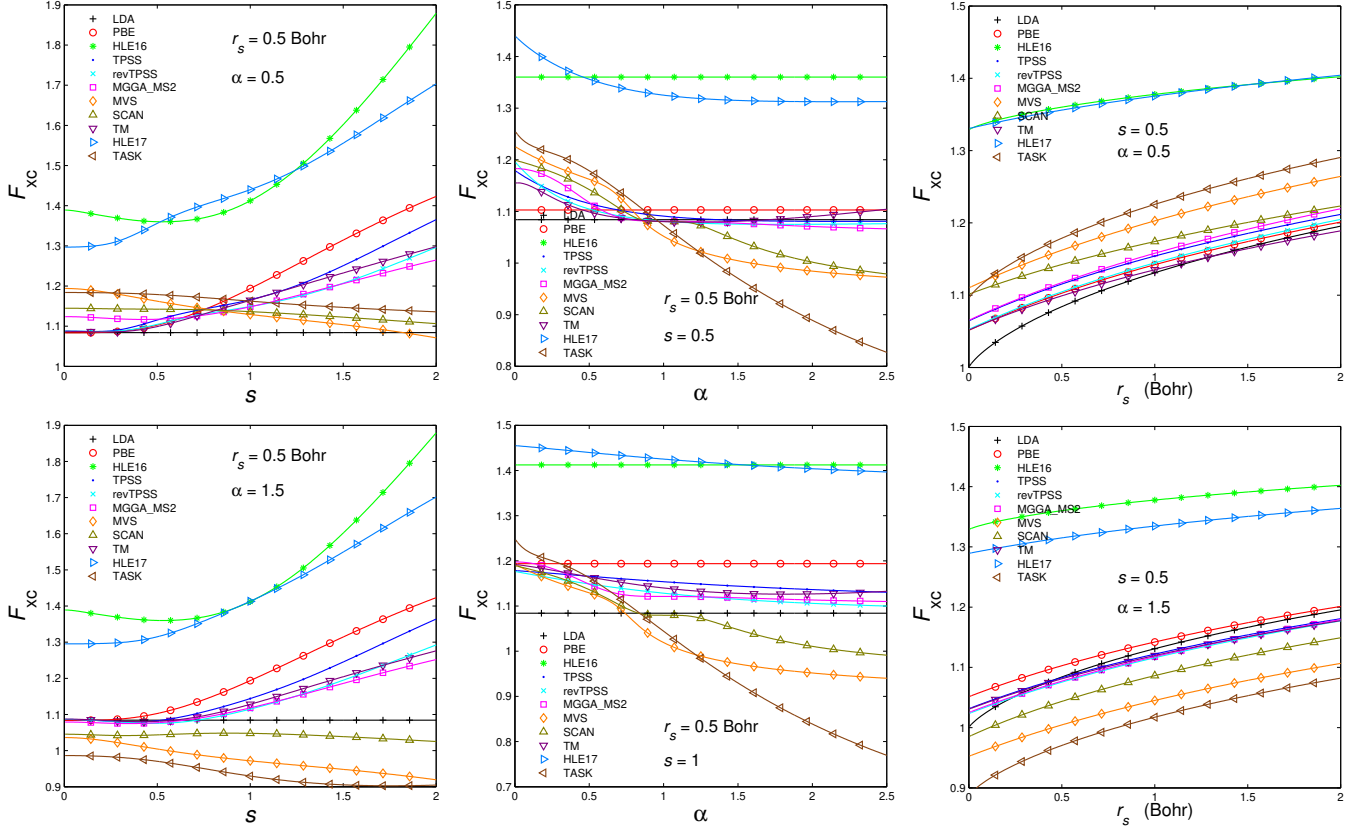 1.9
1.8
1.7
1.6
1.5
1.4
1.3
1.2
1.1
1
F_xc
LDA
PBE
HLE16
TPSS
revTPSS
MGGA_MS2
MVS
SCAN
TM
HLE17
TASK
r_s = 0.5 Bohr
α = 0.5
0 0.5 1 1.5 2
s
1.5
1.4
1.3
1.2
1.1
1
0.9
0.8
F_xc
LDA
PBE
HLE16
TPSS
revTPSS
MGGA_MS2
MVS
SCAN
TM
HLE17
TASK
r_s = 0.5 Bohr
s = 0.5
0 0.5 1 1.5 2 2.5
α
1.5
1.4
1.3
1.2
1.1
1
F_xc
LDA
PBE
HLE16
TPSS
revTPSS
MGGA_MS2
MVS
SCAN
TM
HLE17
TASK
s = 0.5
α = 0.5
0 0.5 1 1.5 2
r_s (Bohr)
1.9
1.8
1.7
1.6
1.5
1.4
1.3
1.2
1.1
1
0.9
F_xc
LDA
PBE
HLE16
TPSS
revTPSS
MGGA_MS2
MVS
SCAN
TM
HLE17
TASK
r_s = 0.5 Bohr
α = 1.5
0 0.5 1 1.5 2
s
1.5
1.4
1.3
1.2
1.1
1
0.9
0.8
0.7
F_xc
LDA
PBE
HLE16
TPSS
revTPSS
MGGA_MS2
MVS
SCAN
TM
HLE17
TASK
r_s = 0.5 Bohr
s = 1
0 0.5 1 1.5 2 2.5
α
1.5
1.4
1.3
1.2
1.1
1
0.9
F_xc
LDA
PBE
HLE16
TPSS
revTPSS
MGGA_MS2
MVS
SCAN
TM
HLE17
TASK
s = 0.5
α = 1.5
0 0.5 1 1.5 2
r_s (Bohr)